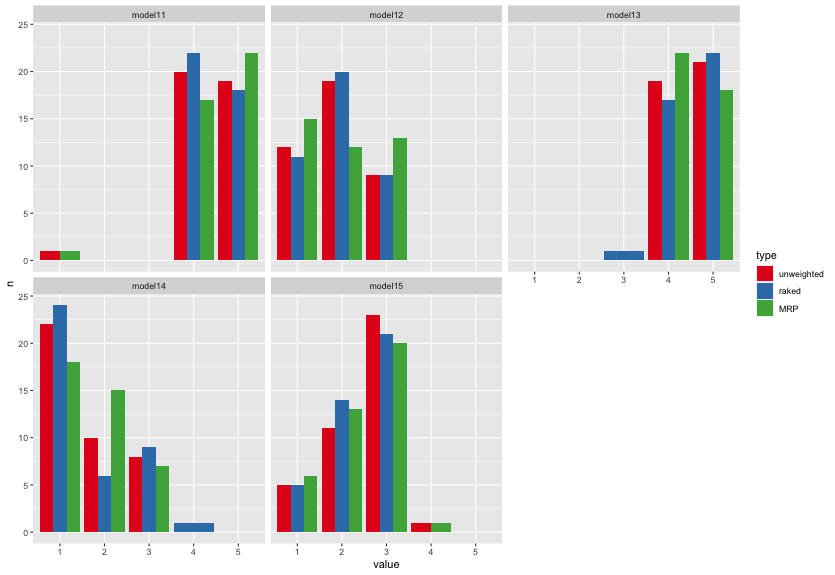 model11 model12 model13
25
20
15
10
5
0
1 2 3 4 5
n
type
unweighted
raked
MRP
model14 model15
25
20
15
10
5
0
1 2 3 4 5 1 2 3 4 5
value